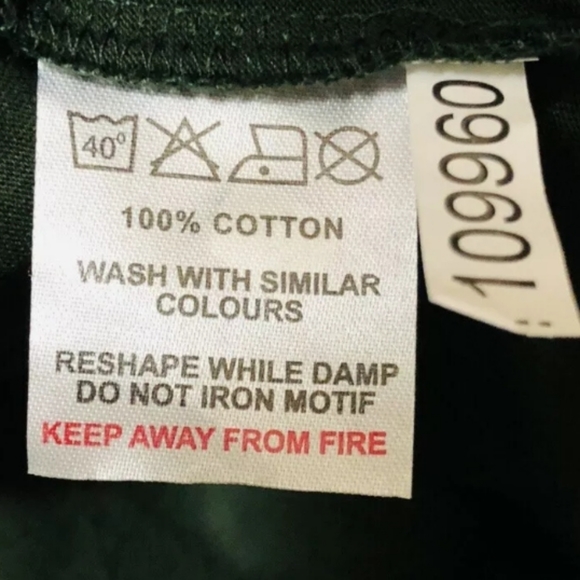 40°
100% COTTON
WASH WITH SIMILAR
COLOURS
RESHAPE WHILE DAMP
DO NOT IRON MOTIF
KEEP AWAY FROM FIRE
: 109960